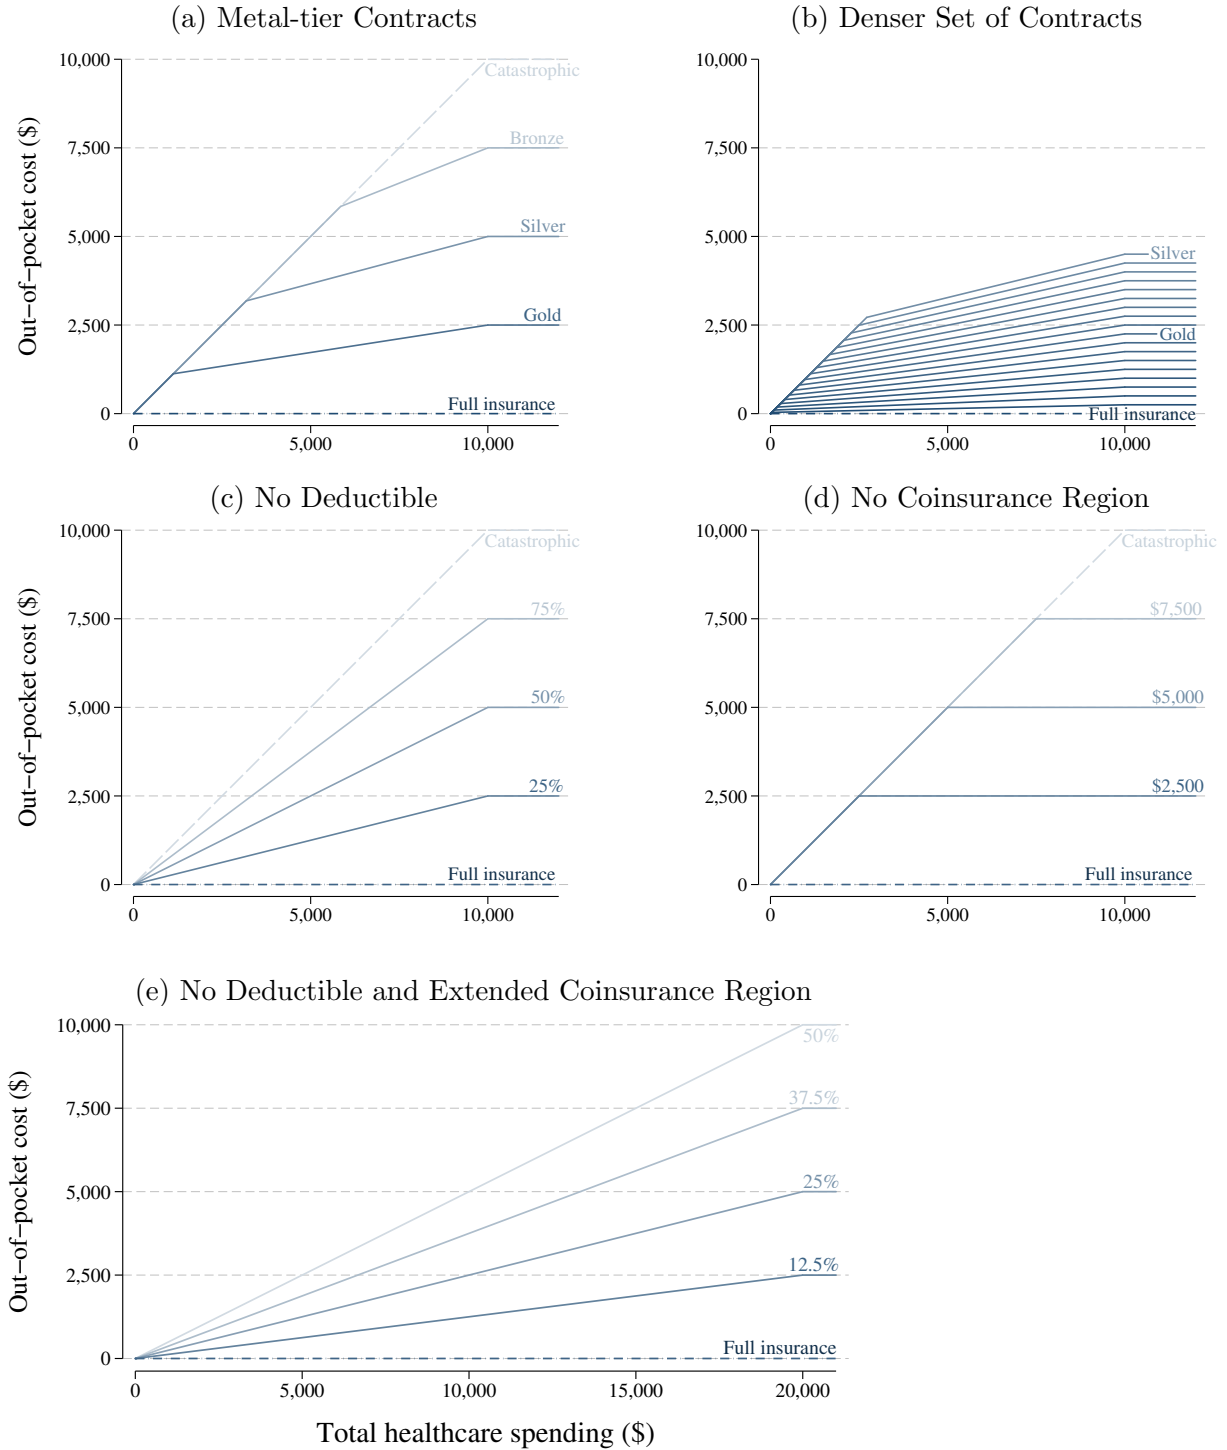 (a) Metal-tier Contracts
Out−of−pocket cost ($)
10,000
7,500
5,000
2,500
0
Catastrophic
Bronze
Silver
Gold
Full insurance
0 5,000 10,000
(b) Denser Set of Contracts
10,000
7,500
5,000
2,500
0
Silver
Gold
Full insurance
0 5,000 10,000
(c) No Deductible
Out−of−pocket cost ($)
10,000
7,500
5,000
2,500
0
Catastrophic
75%
50%
25%
Full insurance
0 5,000 10,000
(d) No Coinsurance Region
10,000
7,500
5,000
2,500
0
Catastrophic
$7,500
$5,000
$2,500
Full insurance
0 5,000 10,000
(e) No Deductible and Extended Coinsurance Region
Out−of−pocket cost ($)
10,000
7,500
5,000
2,500
0
50%
37.5%
25%
12.5%
Full insurance
0 5,000 10,000 15,000 20,000
Total healthcare spending ($)